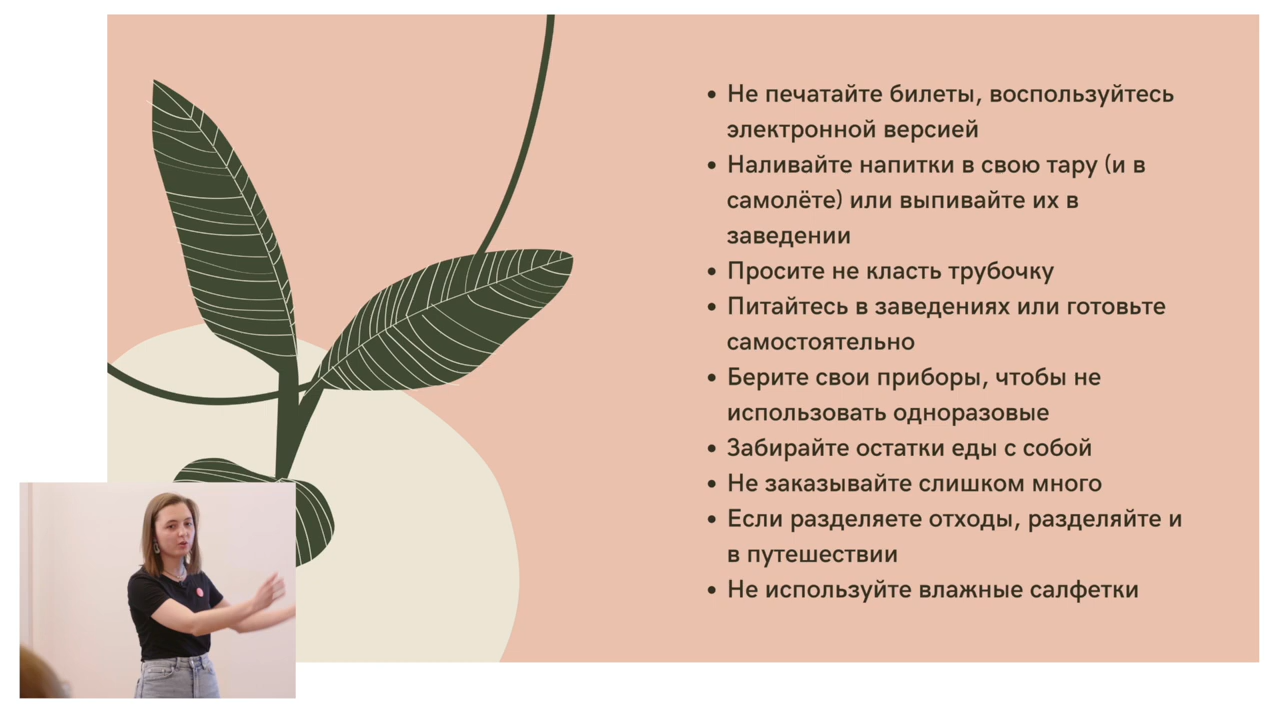 • Не печатайте билеты, воспользуйтесь
электронной версией
• Наливайте напитки в свою тару (и в
самолёте) или выпивайте их в
заведении
• Просите не класть трубочку
• Питайтесь в заведениях или готовьте
самостоятельно
• Берите свои приборы, чтобы не
использовать одноразовые
• Забирайте остатки еды с собой
• Не заказывайте слишком много
• Если разделяете отходы, разделяйте и
в путешествии
• Не используйте влажные салфетки